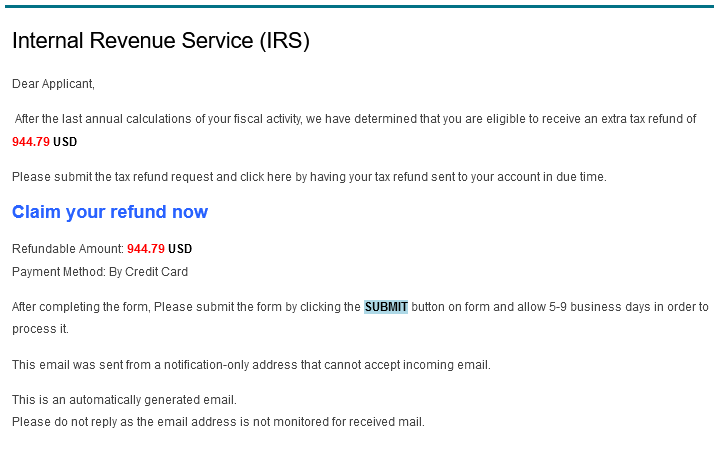 Internal Revenue Service (IRS)
Dear Applicant,
After the last annual calculations of your fiscal activity, we have determined that you are eligible to receive an extra tax refund of
944.79 USD
Please submit the tax refund request and click here by having your tax refund sent to your account in due time.
Claim your refund now
Refundable Amount: 944.79 USD
Payment Method: By Credit Card
After completing the form, Please submit the form by clicking the SUBMIT button on form and allow 5-9 business days in order to
process it.
This email was sent from a notification-only address that cannot accept incoming email.
This is an automatically generated email.
Please do not reply as the email address is not monitored for received mail.